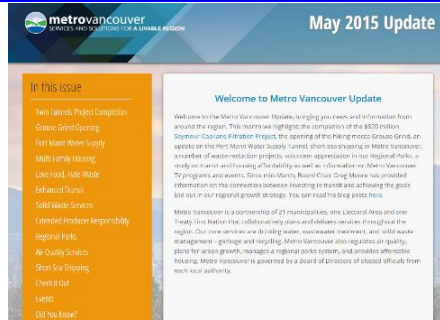 metrovancouver
SERVICES AND SOLUTIONS FOR A LIVABLE REGION
May 2015 Update
In this issue
Twin Tunnels Project Completion
Grouse Grind Opening
Port Mann Water Supply
Multi-Family Housing
Love Food, Hate Waste
Enhanced Transit
Solid Waste Services
Extended Producer Responsibility
Regional Parks
Air Quality Services
Short Sea Shipping
Check it Out
Events
Did You Know?
Welcome to Metro Vancouver Update
Welcome to the Metro Vancouver Update, bringing you news and information from
around the region. This month we highlight the completion of the $820 million
Seymour-Capilano Filtration Project, the opening of the hiking mecca Grouse Grind, an
update on the Port Mann Water Supply Tunnel, short sea shipping in Metro Vancouver,
a number of waste-reduction projects, volunteer appreciation in our Regional Parks, a
study on transit and housing affordability as well as information on Metro Vancouver
TV programs and events. Since mid-March, Board Chair Greg Moore has provided
information on the connection between investing in transit and achieving the goals
laid out in our regional growth strategy. You can read his blog posts here.
Metro Vancouver is a partnership of 21 municipalities, one Electoral Area and one
Treaty First Nation that collaboratively plans and delivers services throughout the
region. Our core services are drinking water, wastewater treatment, and solid waste
management – garbage and recycling. Metro Vancouver also regulates air quality,
plans for urban growth, manages a regional parks system, and provides affordable
housing. Metro Vancouver is governed by a Board of Directors of elected officials from
each local authority.